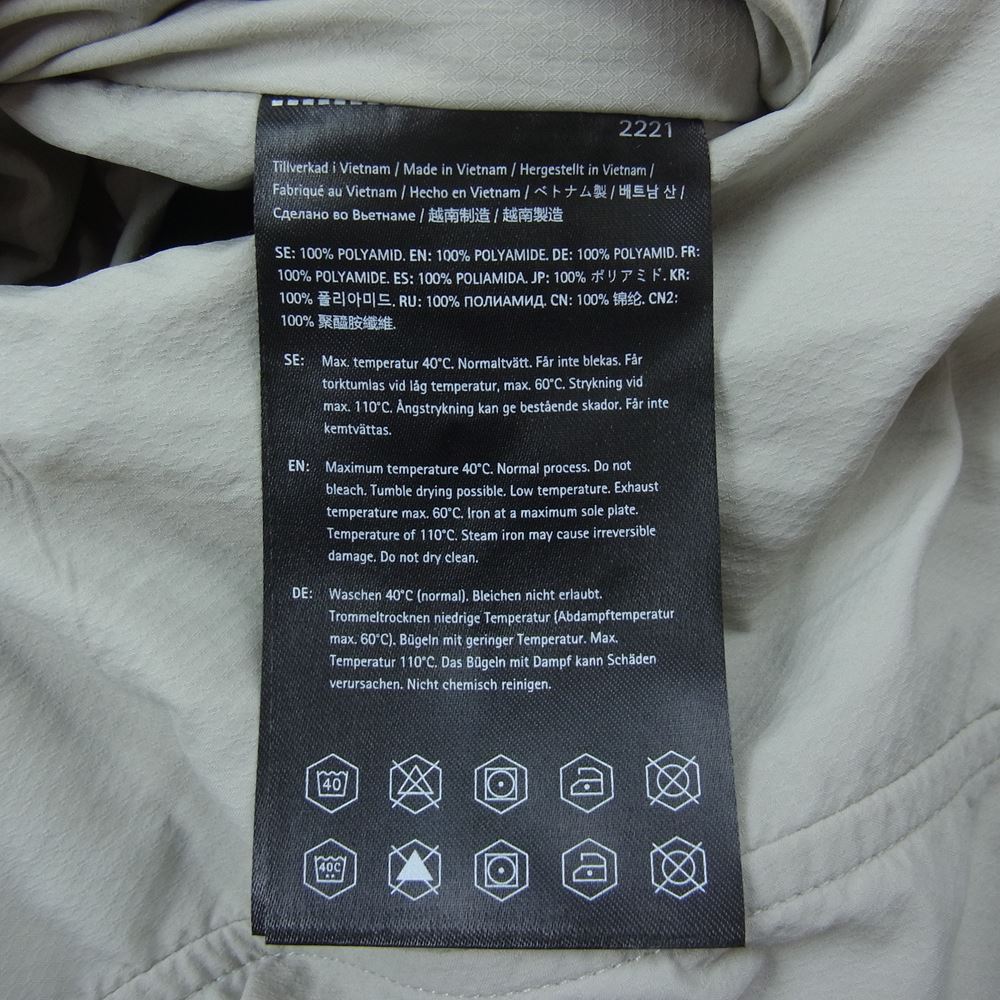 2221
Tillverkad i Vietnam / Made in Vietnam / Hergestellt in Vietnam /
Fabriqué au Vietnam / Hecho en Vietnam / ベトナム製 / 베트남 산 /
Сделано во Вьетнаме / 越南制造 / 越南製造
SE: 100% POLYAMID. EN: 100% POLYAMIDE. DE: 100% POLYAMID. FR:
100% POLYAMIDE. ES: 100% POLIAMIDA. JP: 100% ポリアミド. KR:
100% 폴리아미드. RU: 100% ПОЛИАМИД. CN: 100% 锦纶. CN2:
100% 聚醯胺纖維.
SE: Max. temperatur 40°C. Normaltvätt. Får inte blekas. Får
torktumlas vid låg temperatur, max. 60°C. Strykning vid
max. 110°C. Ångstrykning kan ge bestående skador. Får inte
kemtvättas.
EN: Maximum temperature 40°C. Normal process. Do not
bleach. Tumble drying possible. Low temperature. Exhaust
temperature max. 60°C. Iron at a maximum sole plate.
Temperature of 110°C. Steam iron may cause irreversible
damage. Do not dry clean.
DE: Waschen 40°C (normal). Bleichen nicht erlaubt.
Trommeltrocknen niedrige Temperatur (Abdampftemperatur
max. 60°C). Bügeln mit geringer Temperatur. Max.
Temperatur 110°C. Das Bügeln mit Dampf kann Schäden
verursachen. Nicht chemisch reinigen.
40
40C